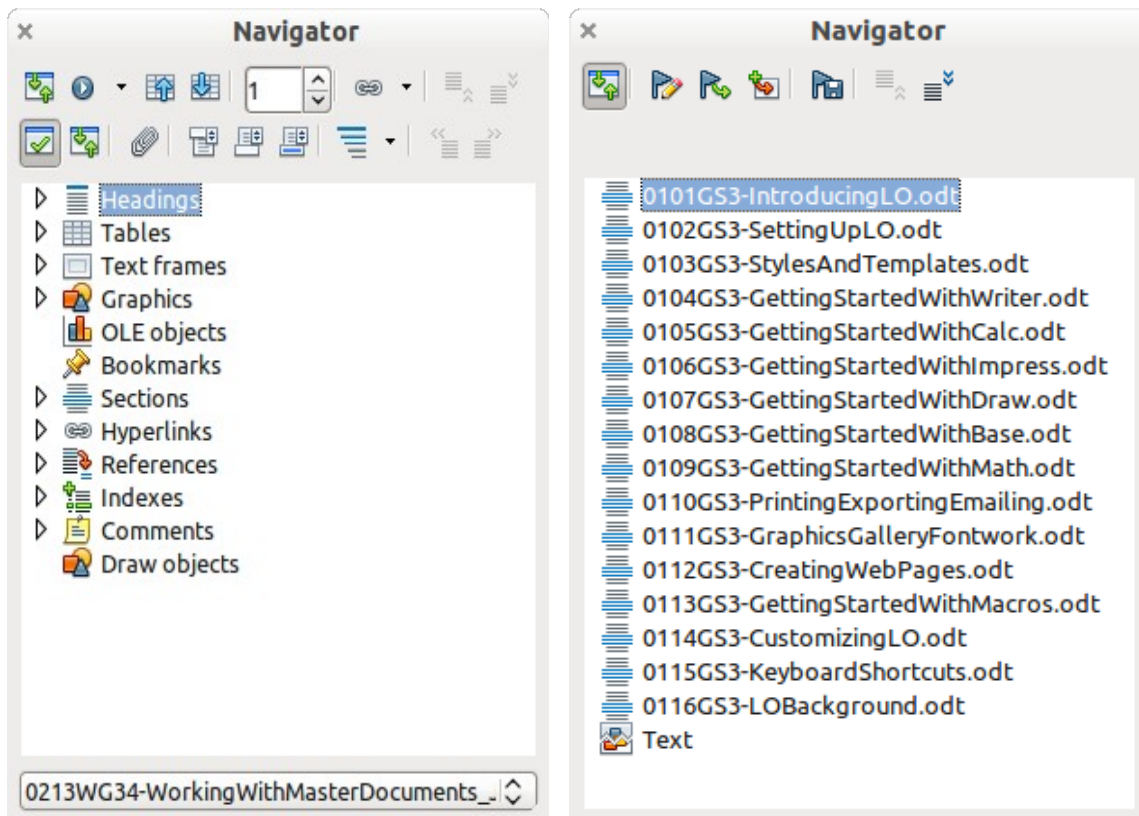 Navigator
1
Headings
Tables
Text frames
Graphics
OLE objects
Bookmarks
Sections
Hyperlinks
References
Indexes
Comments
Draw objects
0213WG34-WorkingWithMasterDocuments_..
Navigator
0101GS3-IntroducingLO.odt
0102GS3-SettingUpLO.odt
0103GS3-StylesAndTemplates.odt
0104GS3-GettingStartedWithWriter.odt
0105GS3-GettingStartedWithCalc.odt
0106GS3-GettingStartedWithImpress.odt
0107GS3-GettingStartedWithDraw.odt
0108GS3-GettingStartedWithBase.odt
0109GS3-GettingStartedWithMath.odt
0110GS3-PrintingExportingEmailing.odt
0111GS3-GraphicsGalleryFontwork.odt
0112GS3-CreatingWebPages.odt
0113GS3-GettingStartedWithMacros.odt
0114GS3-CustomizingLO.odt
0115GS3-KeyboardShortcuts.odt
0116GS3-LOBackground.odt
Text